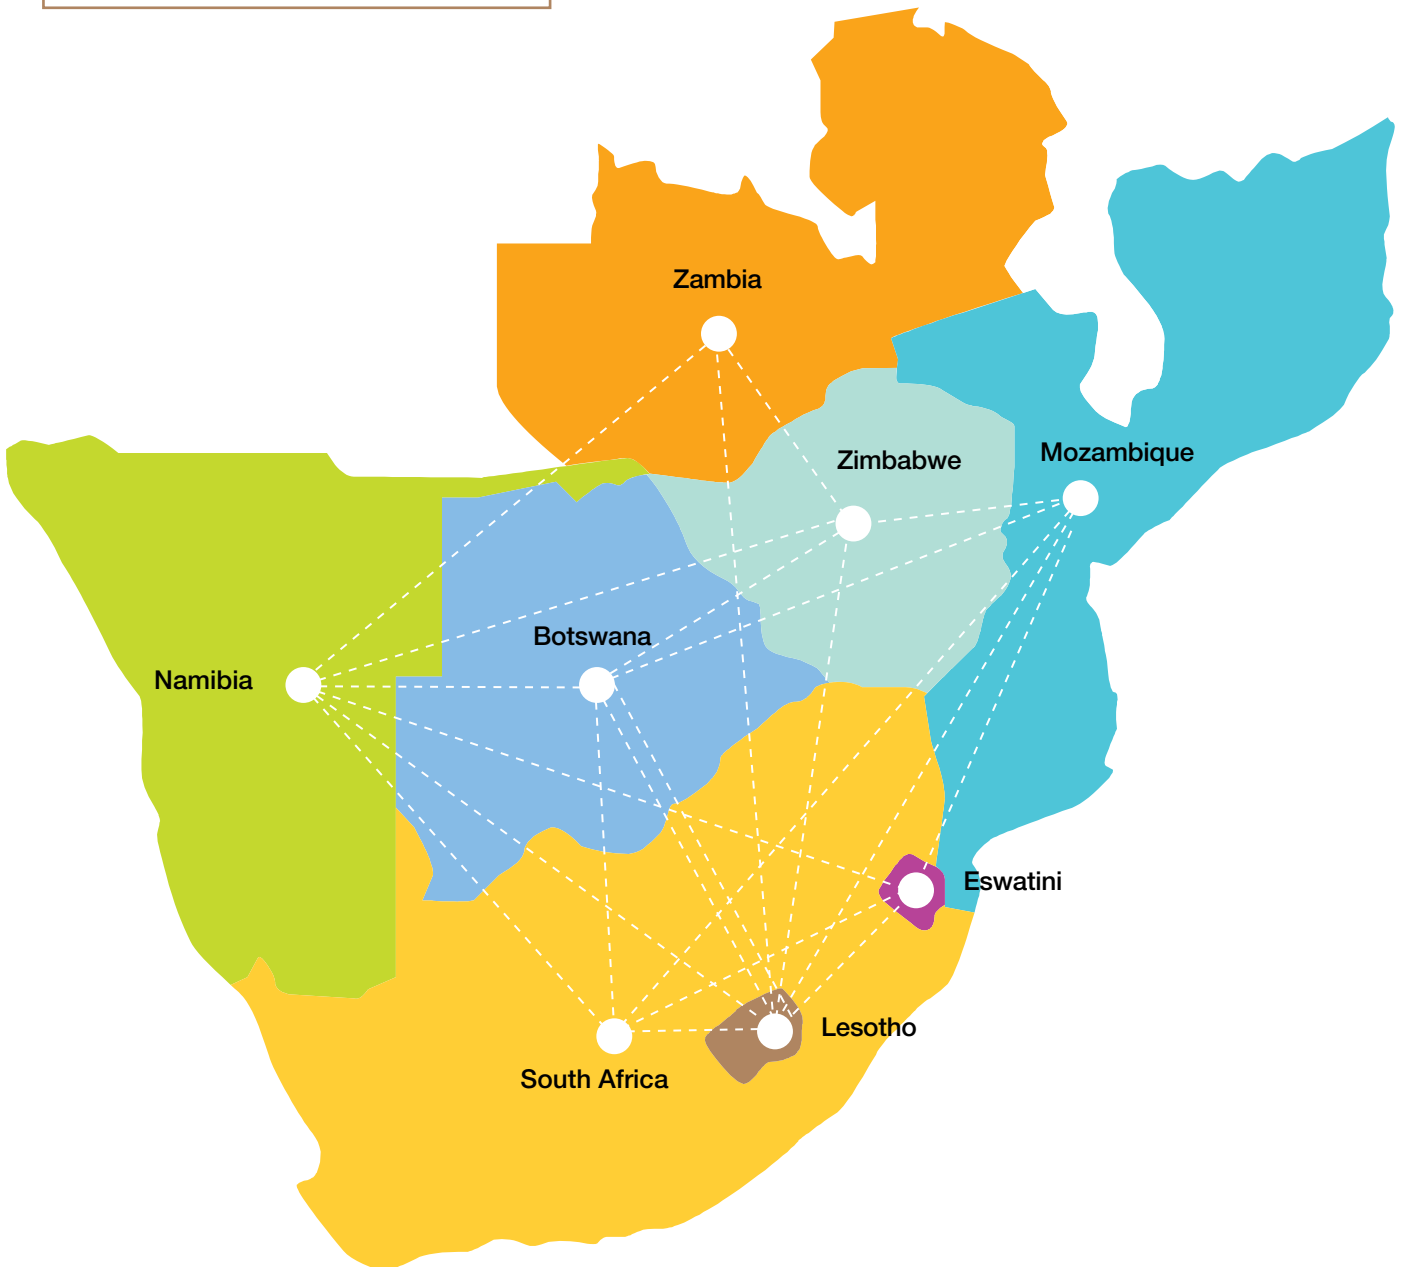 Zambia
Zimbabwe
Mozambique
Botswana
Namibia
Eswatini
Lesotho
South Africa